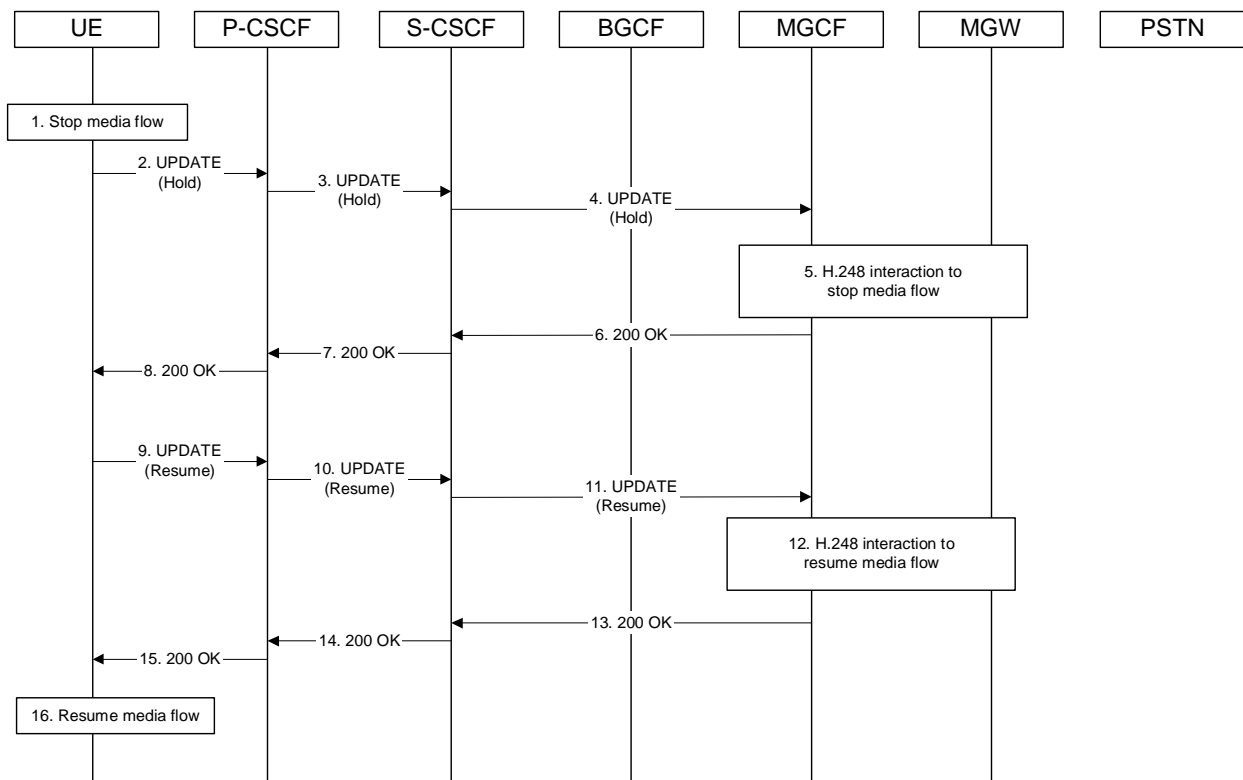 UE
P-CSCF
S-CSCF
BGCF
MGCF
MGW
PSTN
1. Stop media flow
2. UPDATE
(Hold)
3. UPDATE
(Hold)
4. UPDATE
(Hold)
5. H.248 interaction to
stop media flow
6. 200 OK
7. 200 OK
8. 200 OK
9. UPDATE
(Resume)
10. UPDATE
(Resume)
11. UPDATE
(Resume)
12. H.248 interaction to
resume media flow
13. 200 OK
14. 200 OK
15. 200 OK
16. Resume media flow